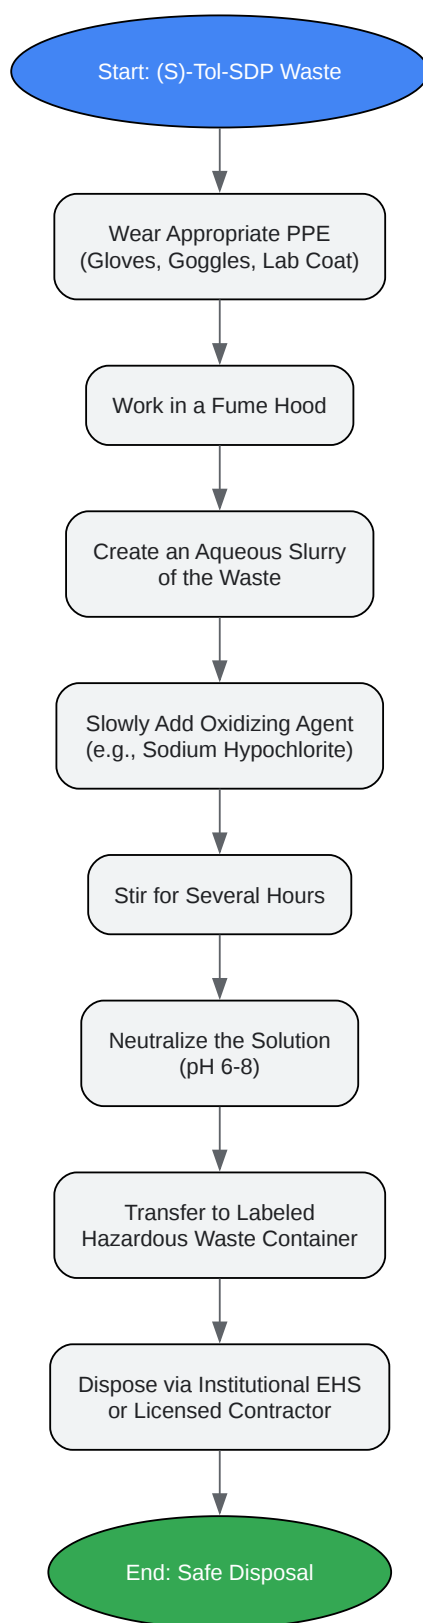 Start: (S)-Tol-SDP Waste
Wear Appropriate PPE
(Gloves, Goggles, Lab Coat)
Work in a Fume Hood
Create an Aqueous Slurry
of the Waste
Slowly Add Oxidizing Agent
(e.g., Sodium Hypochlorite)
Stir for Several Hours
Neutralize the Solution
(pH 6-8)
Transfer to Labeled
Hazardous Waste Container
Dispose via Institutional EHS
or Licensed Contractor
End: Safe Disposal